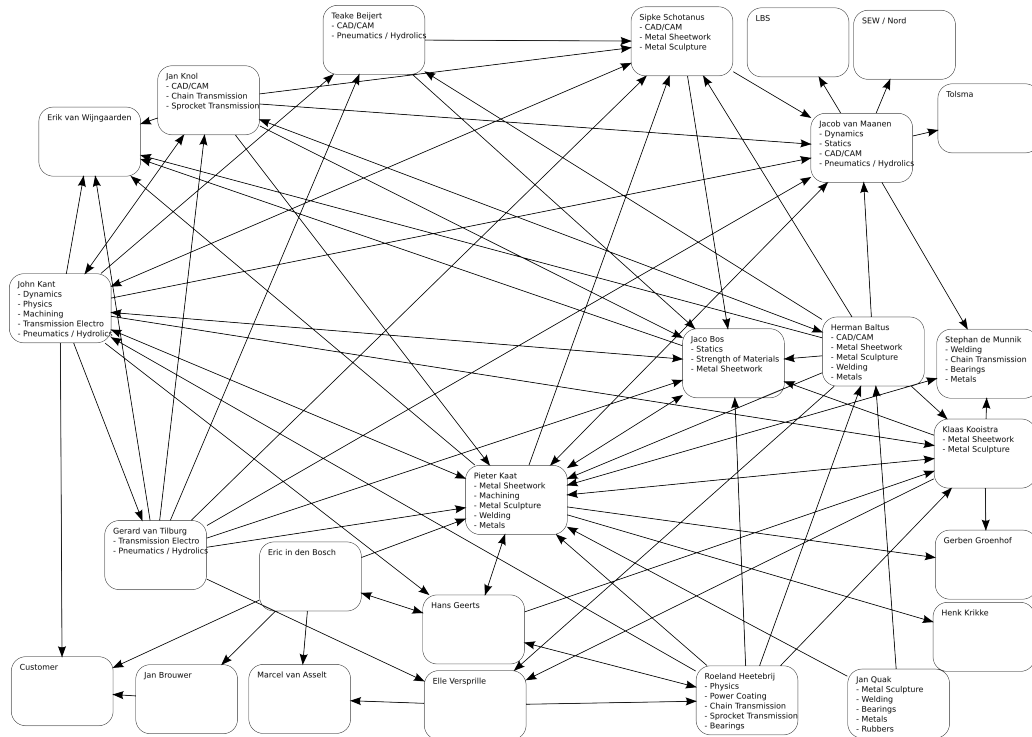 Teake Beijert
- CAD/CAM
- Pneumatics / Hydrolics
Sipke Schotanus
- CAD/CAM
- Metal Sheetwork
- Metal Sculpture
LBS
SEW / Nord
Jan Knol
- CAD/CAM
- Chain Transmission
- Sprocket Transmission
Tolsma
Erik van Wijngaarden
Jacob van Maanen
- Dynamics
- Statics
- CAD/CAM
- Pneumatics / Hydrolics
John Kant
- Dynamics
- Physics
- Machining
- Transmission Electro
- Pneumatics / Hydrolics
Jaco Bos
- Statics
- Strength of Materials
- Metal Sheetwork
Herman Baltus
- CAD/CAM
- Metal Sheetwork
- Metal Sculpture
- Welding
- Metals
Stephan de Munnik
- Welding
- Chain Transmission
- Bearings
- Metals
Klaas Kooistra
- Metal Sheetwork
- Metal Sculpture
Pieter Kaat
- Metal Sheetwork
- Machining
- Metal Sculpture
- Welding
- Metals
Gerard van Tilburg
- Transmission Electro
- Pneumatics / Hydrolics
Eric in den Bosch
Gerben Groenhof
Hans Geerts
Henk Krikke
Customer
Jan Brouwer
Marcel van Asselt
Elle Versprille
Roeland Heetebrij
- Physics
- Power Coating
- Chain Transmission
- Sprocket Transmission
- Bearings
Jan Quak
- Metal Sculpture
- Welding
- Bearings
- Metals
- Rubbers